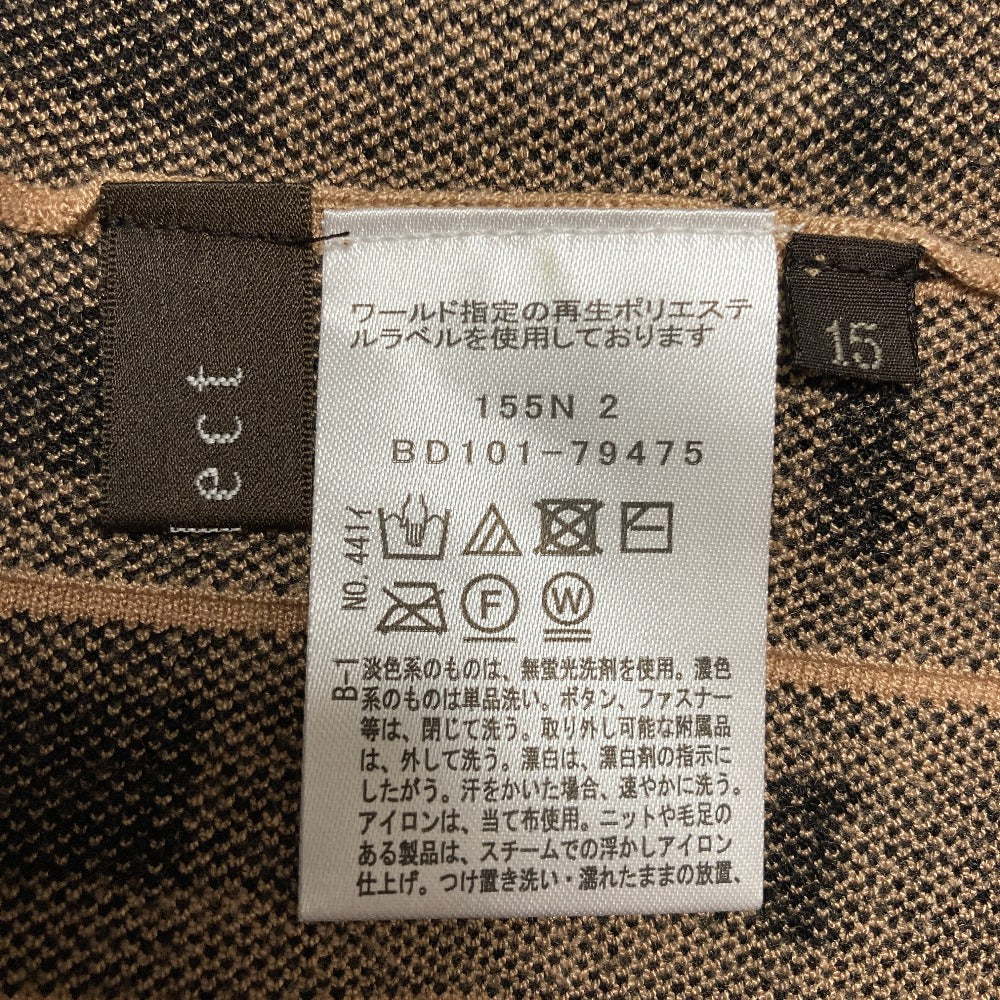 lect
ワールド指定の再生ポリエステ
ルラベルを使用しております
155N 2
BD101-79475
NO. 441イ
F
W
B-1
淡色系のものは、無蛍光洗剤を使用。濃色
系のものは単品洗い。ボタン、ファスナー
等は、閉じて洗う。取り外し可能な附属品
は、外して洗う。漂白は、漂白剤の指示に
したがう。汗をかいた場合、速やかに洗う。
アイロンは、当て布使用。ニットや毛足の
ある製品は、スチームでの浮かしアイロン
仕上げ。つけ置き洗い・濡れたままの放置、
15